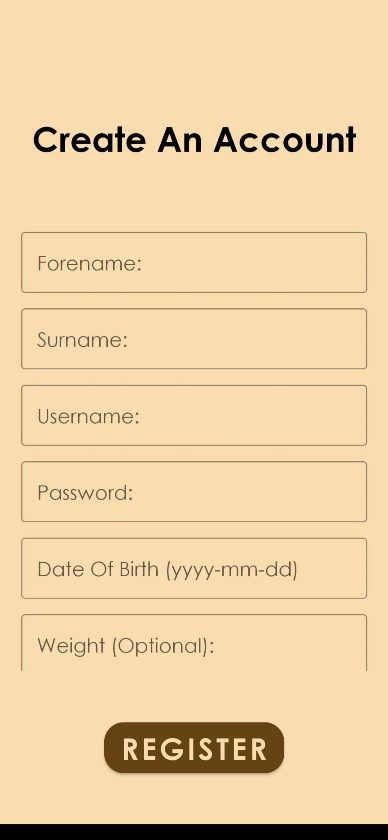 Create An Account
Forename:
Surname:
Username:
Password:
Date Of Birth (yyyy-mm-dd)
Weight (Optional):
REGISTER